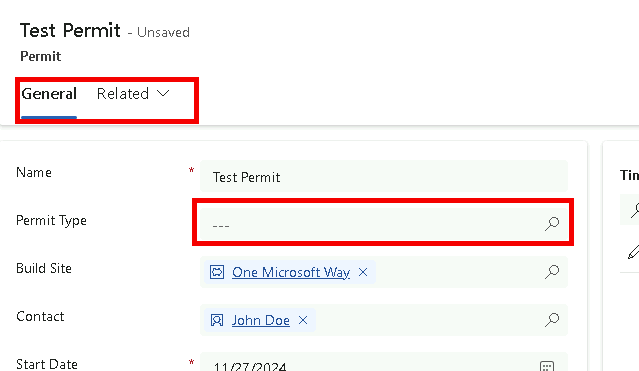 Test Permit - Unsaved
Permit
General Related
Name * Test Permit
Permit Type ---
Build Site One Microsoft Way
Contact John Doe
Start Date * 11/27/2024